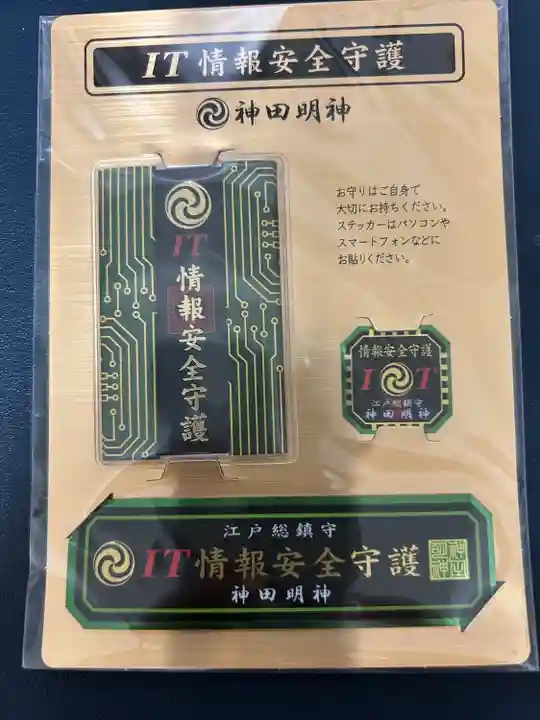 IT情報安全守護
神田明神
お守りはご自身で
大切にお持ちください。
ステッカーはパソコンや
スマートフォンなどに
お貼りください。
IT
情報安全守護
情報安全守護
IT
江戸総鎮守
神田明神
江戸総鎮守
IT情報安全守護
神田明神